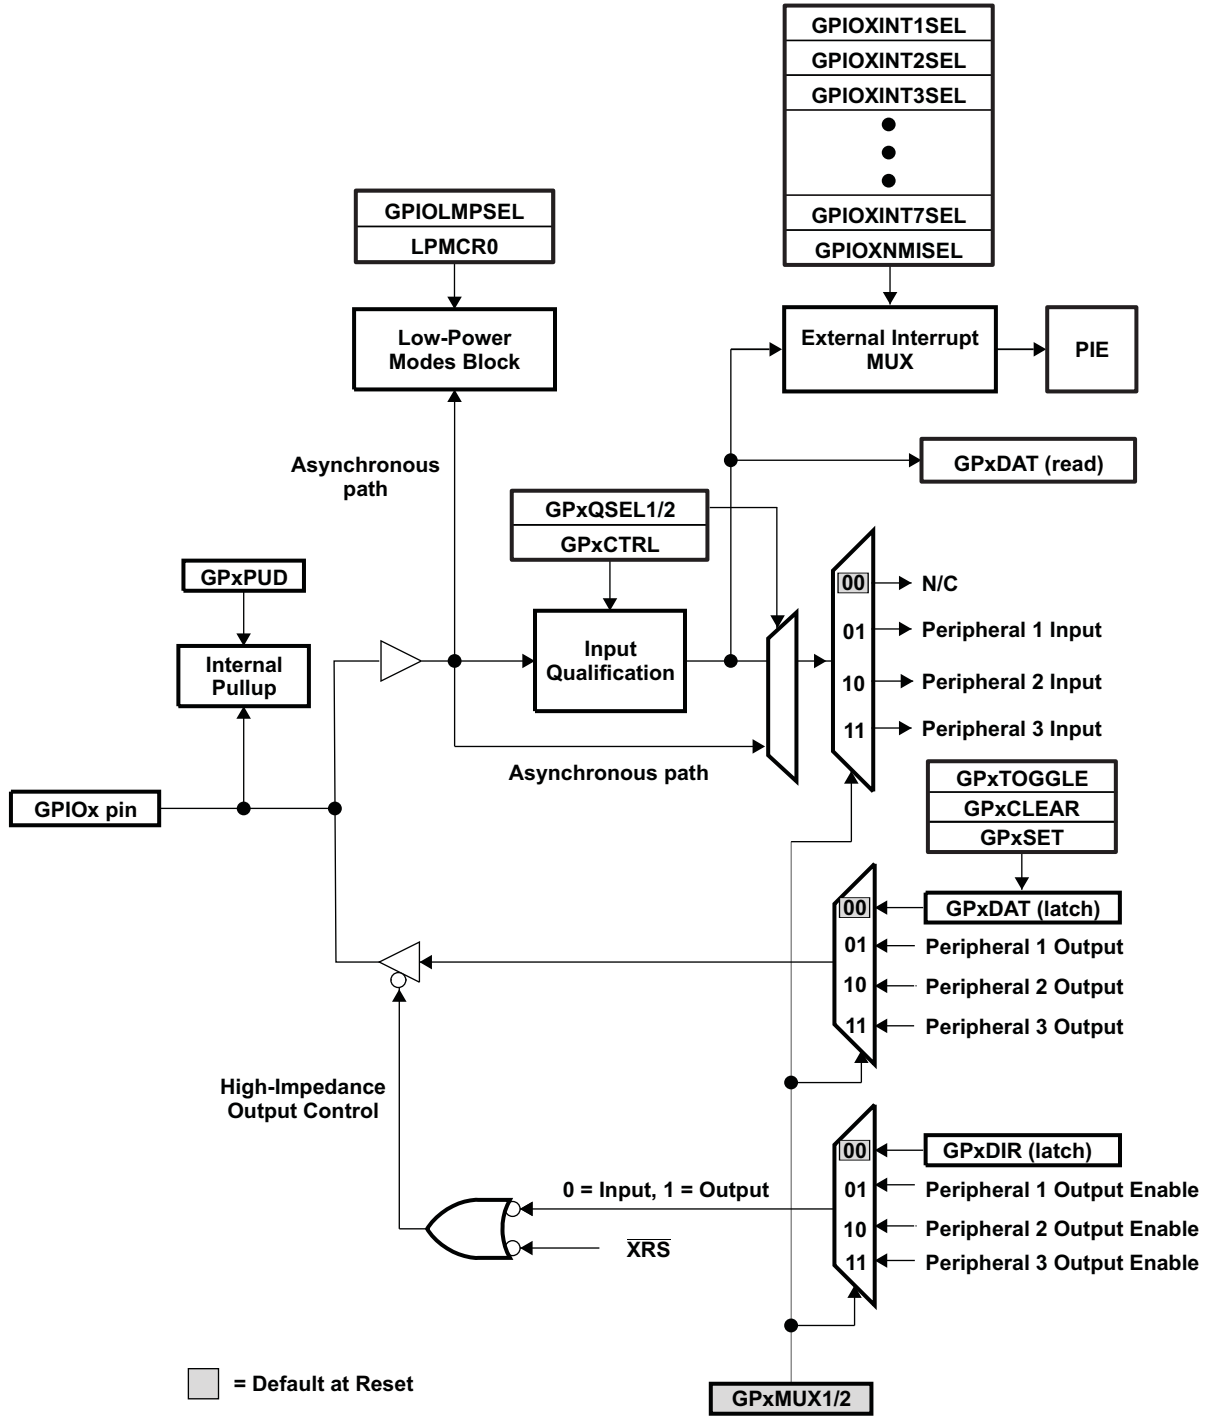 GPIOXINT1SEL
GPIOXINT2SEL
GPIOXINT3SEL
GPIOXINT7SEL
GPIOXNMISEL
GPIOLMPSEL
LPMCR0
Low-Power
Modes Block
External Interrupt
MUX
PIE
Asynchronous
path
GPxDAT (read)
GPxQSEL1/2
GPxCTRL
GPxPUD
Internal
Pullup
Input
Qualification
00
N/C
01
Peripheral 1 Input
10
Peripheral 2 Input
11
Peripheral 3 Input
Asynchronous path
GPIOx pin
GPxTOGGLE
GPxCLEAR
GPxSET
00
GPxDAT (latch)
01
Peripheral 1 Output
10
Peripheral 2 Output
11
Peripheral 3 Output
High-Impedance
Output Control
00
GPxDIR (latch)
0 = Input, 1 = Output
01
Peripheral 1 Output Enable
10
Peripheral 2 Output Enable
XRS
11
Peripheral 3 Output Enable
= Default at Reset
GPxMUX1/2